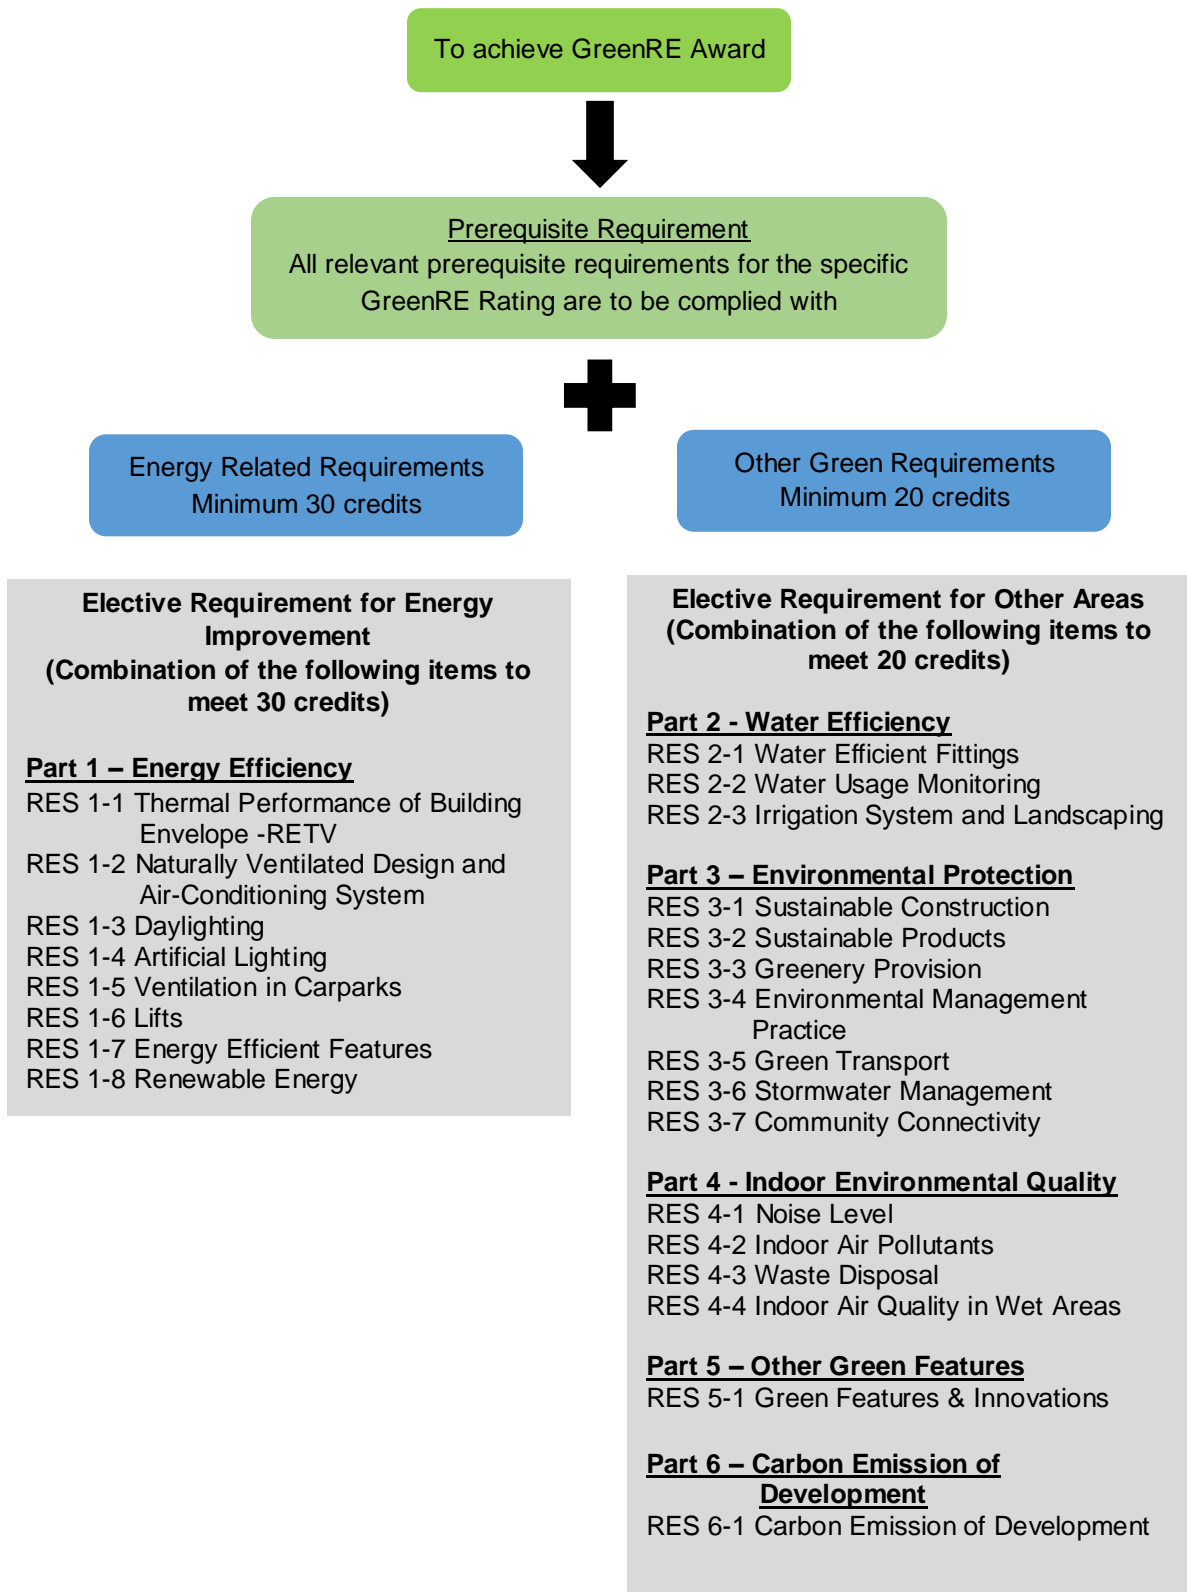 To achieve GreenRE Award
Prerequisite Requirement
All relevant prerequisite requirements for the specific
GreenRE Rating are to be complied with
Energy Related Requirements
Minimum 30 credits
Other Green Requirements
Minimum 20 credits
Elective Requirement for Energy
Improvement
(Combination of the following items to
meet 30 credits)
Part 1 – Energy Efficiency
RES 1-1 Thermal Performance of Building
Envelope -RETV
RES 1-2 Naturally Ventilated Design and
Air-Conditioning System
RES 1-3 Daylighting
RES 1-4 Artificial Lighting
RES 1-5 Ventilation in Carparks
RES 1-6 Lifts
RES 1-7 Energy Efficient Features
RES 1-8 Renewable Energy
Elective Requirement for Other Areas
(Combination of the following items to
meet 20 credits)
Part 2 - Water Efficiency
RES 2-1 Water Efficient Fittings
RES 2-2 Water Usage Monitoring
RES 2-3 Irrigation System and Landscaping
Part 3 – Environmental Protection
RES 3-1 Sustainable Construction
RES 3-2 Sustainable Products
RES 3-3 Greenery Provision
RES 3-4 Environmental Management
Practice
RES 3-5 Green Transport
RES 3-6 Stormwater Management
RES 3-7 Community Connectivity
Part 4 - Indoor Environmental Quality
RES 4-1 Noise Level
RES 4-2 Indoor Air Pollutants
RES 4-3 Waste Disposal
RES 4-4 Indoor Air Quality in Wet Areas
Part 5 – Other Green Features
RES 5-1 Green Features & Innovations
Part 6 – Carbon Emission of
Development
RES 6-1 Carbon Emission of Development